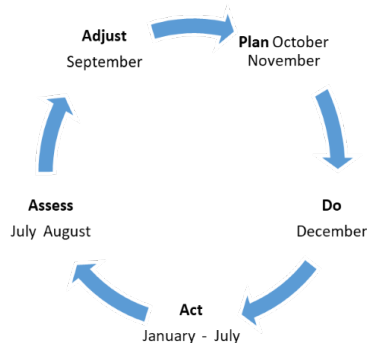 Adjust
September
Plan October
November
Do
December
Act
January - July
Assess
July August